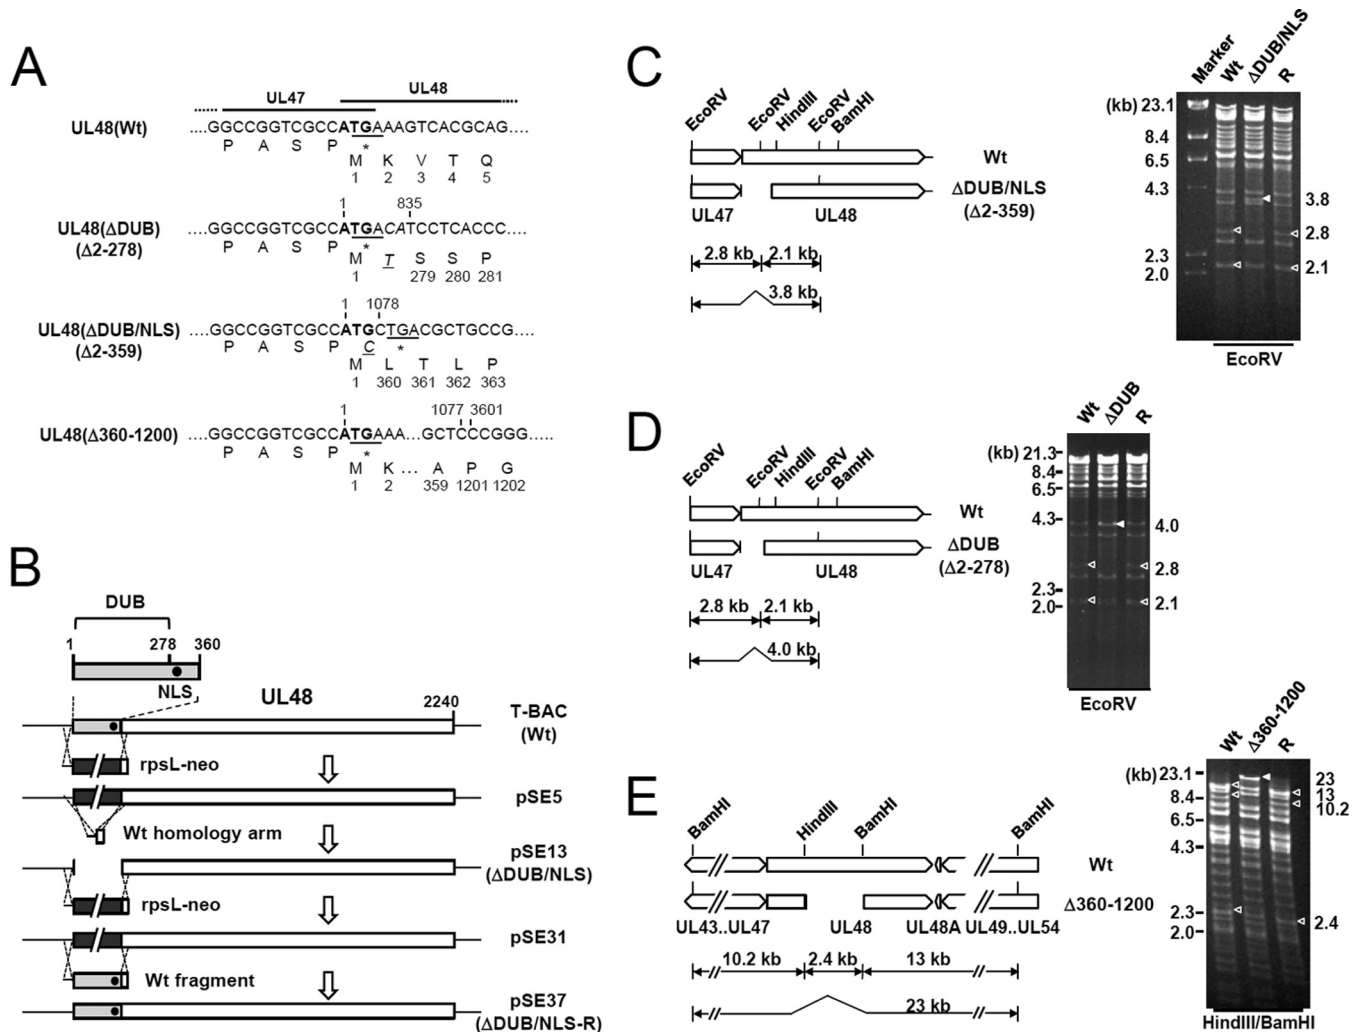 A
UL47 UL48
UL48(Wt) ....GGCCGGTCGCCATGAAAGTCACGCAG....
P A S P *
M K V T Q
1 2 3 4 5
1 835
UL48(ΔDUB) ....GGCCGGTCGCCATGACATCCTCACCC....
(Δ2-278) P A S P *
M T S S P
1 279 280 281
1 1078
UL48(ΔDUB/NLS) ....GGCCGGTCGCCATGCTGACGCTGCCG....
(Δ2-359) P A S P C *
M L T L P
1 360 361 362 363
1 1077 3601
UL48(Δ360-1200) ....GGCCGGTCGCCATGAAA...GCTCCCGGG.....
P A S P *
M K ... A P G
1 2 359 1201 1202
B
DUB
1 278 360
NLS
UL48
2240
T-BAC
(Wt)
rpsL-neo
pSE5
Wt homology arm
pSE13
(ΔDUB/NLS)
rpsL-neo
pSE31
Wt fragment
pSE37
(ΔDUB/NLS-R)
C
EcoRV EcoRV HindIII EcoRV BamHI
Wt
ΔDUB/NLS
(Δ2-359)
UL47 UL48
2.8 kb 2.1 kb
3.8 kb
Marker Wt ΔDUB/NLS R
(kb) 23.1
8.4
6.5
4.3
2.3
2.0
3.8
2.8
2.1
EcoRV
D
EcoRV EcoRV HindIII EcoRV BamHI
Wt
ΔDUB
(Δ2-278)
UL47 UL48
2.8 kb 2.1 kb
4.0 kb
Wt ΔDUB R
(kb) 21.3
8.4
6.5
4.3
2.3
2.0
4.0
2.8
2.1
EcoRV
E
BamHI HindIII BamHI BamHI
Wt
Δ360-1200
UL43..UL47 UL48 UL48A UL49..UL54
10.2 kb 2.4 kb 13 kb
23 kb
Wt Δ360-1200 R
(kb) 23.1
8.4
6.5
4.3
2.3
2.0
23
13
10.2
2.4
HindIII/BamHI